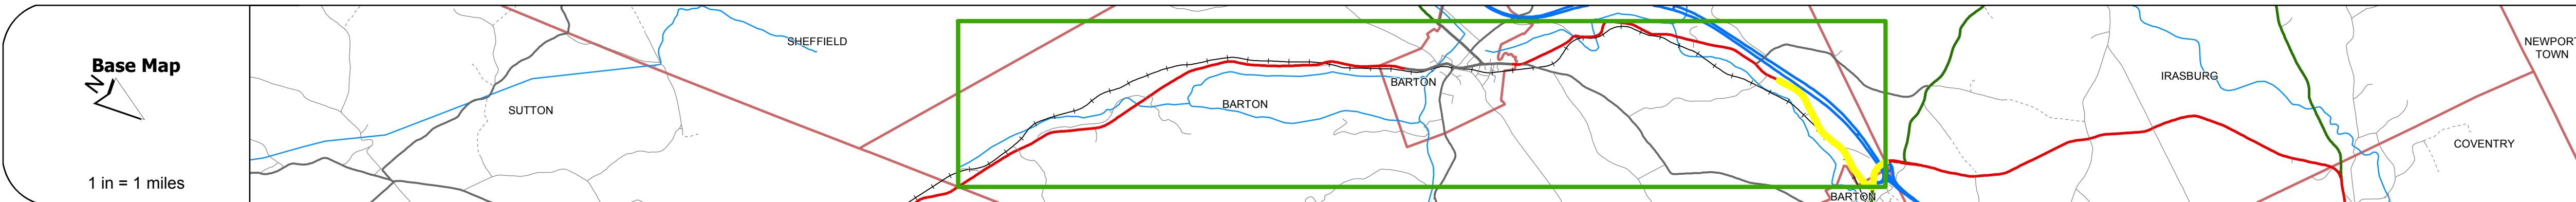 Base Map
N
1 in = 1 miles
SUTTON
SHEFFIELD
BARTON
BARTON
BARTON
IRASBURG
NEWPORT
TOWN
COVENTRY